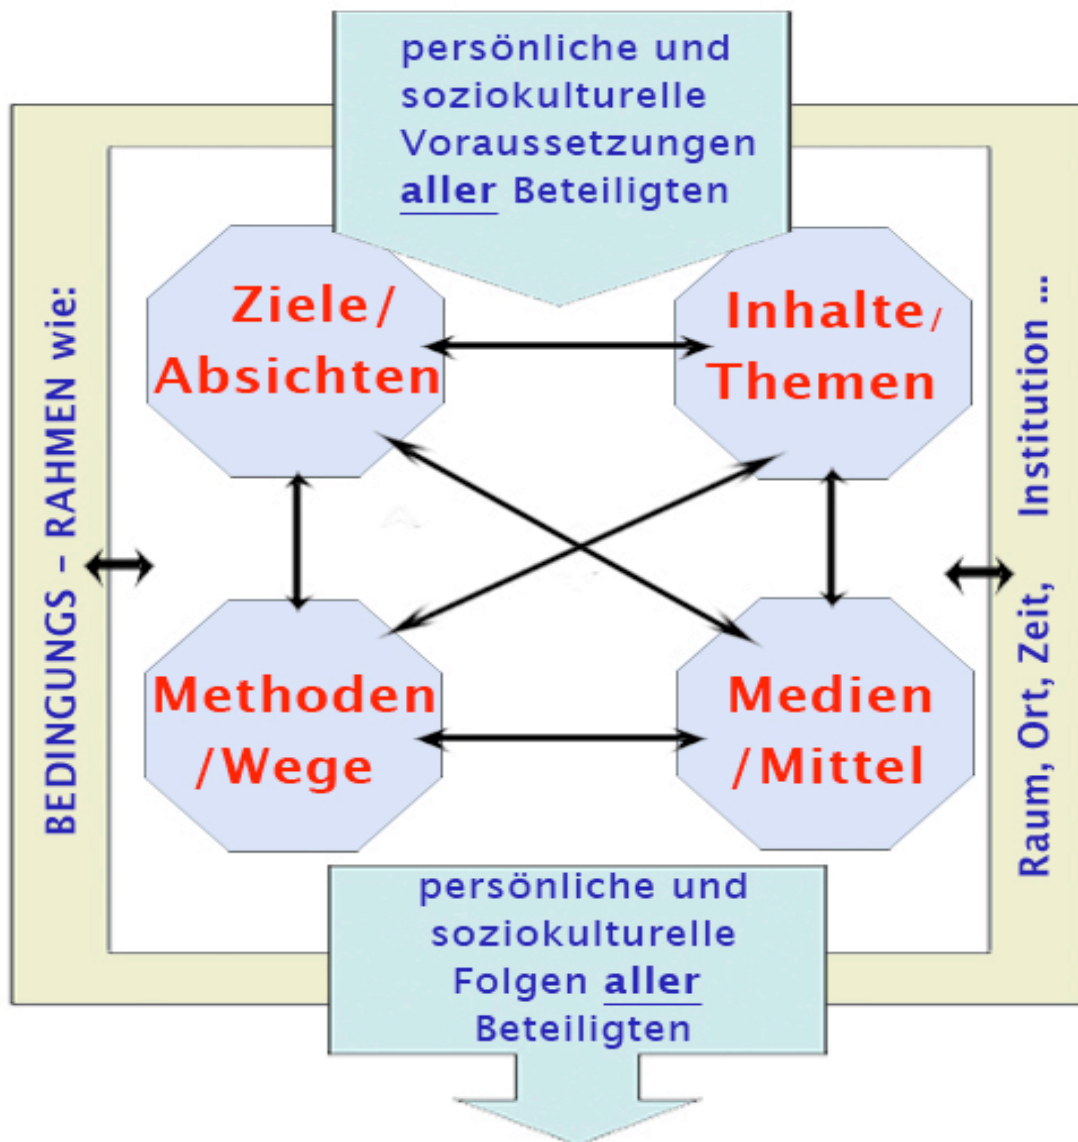 persönliche und
soziokulturelle
Voraussetzungen
aller Beteiligten
BEDINGUNGS – RAHMEN wie:
Ziele/
Absichten
Inhalte/
Themen
Methoden
/Wege
Medien
/Mittel
Raum, Ort, Zeit, Institution ...
persönliche und
soziokulturelle
Folgen aller
Beteiligten